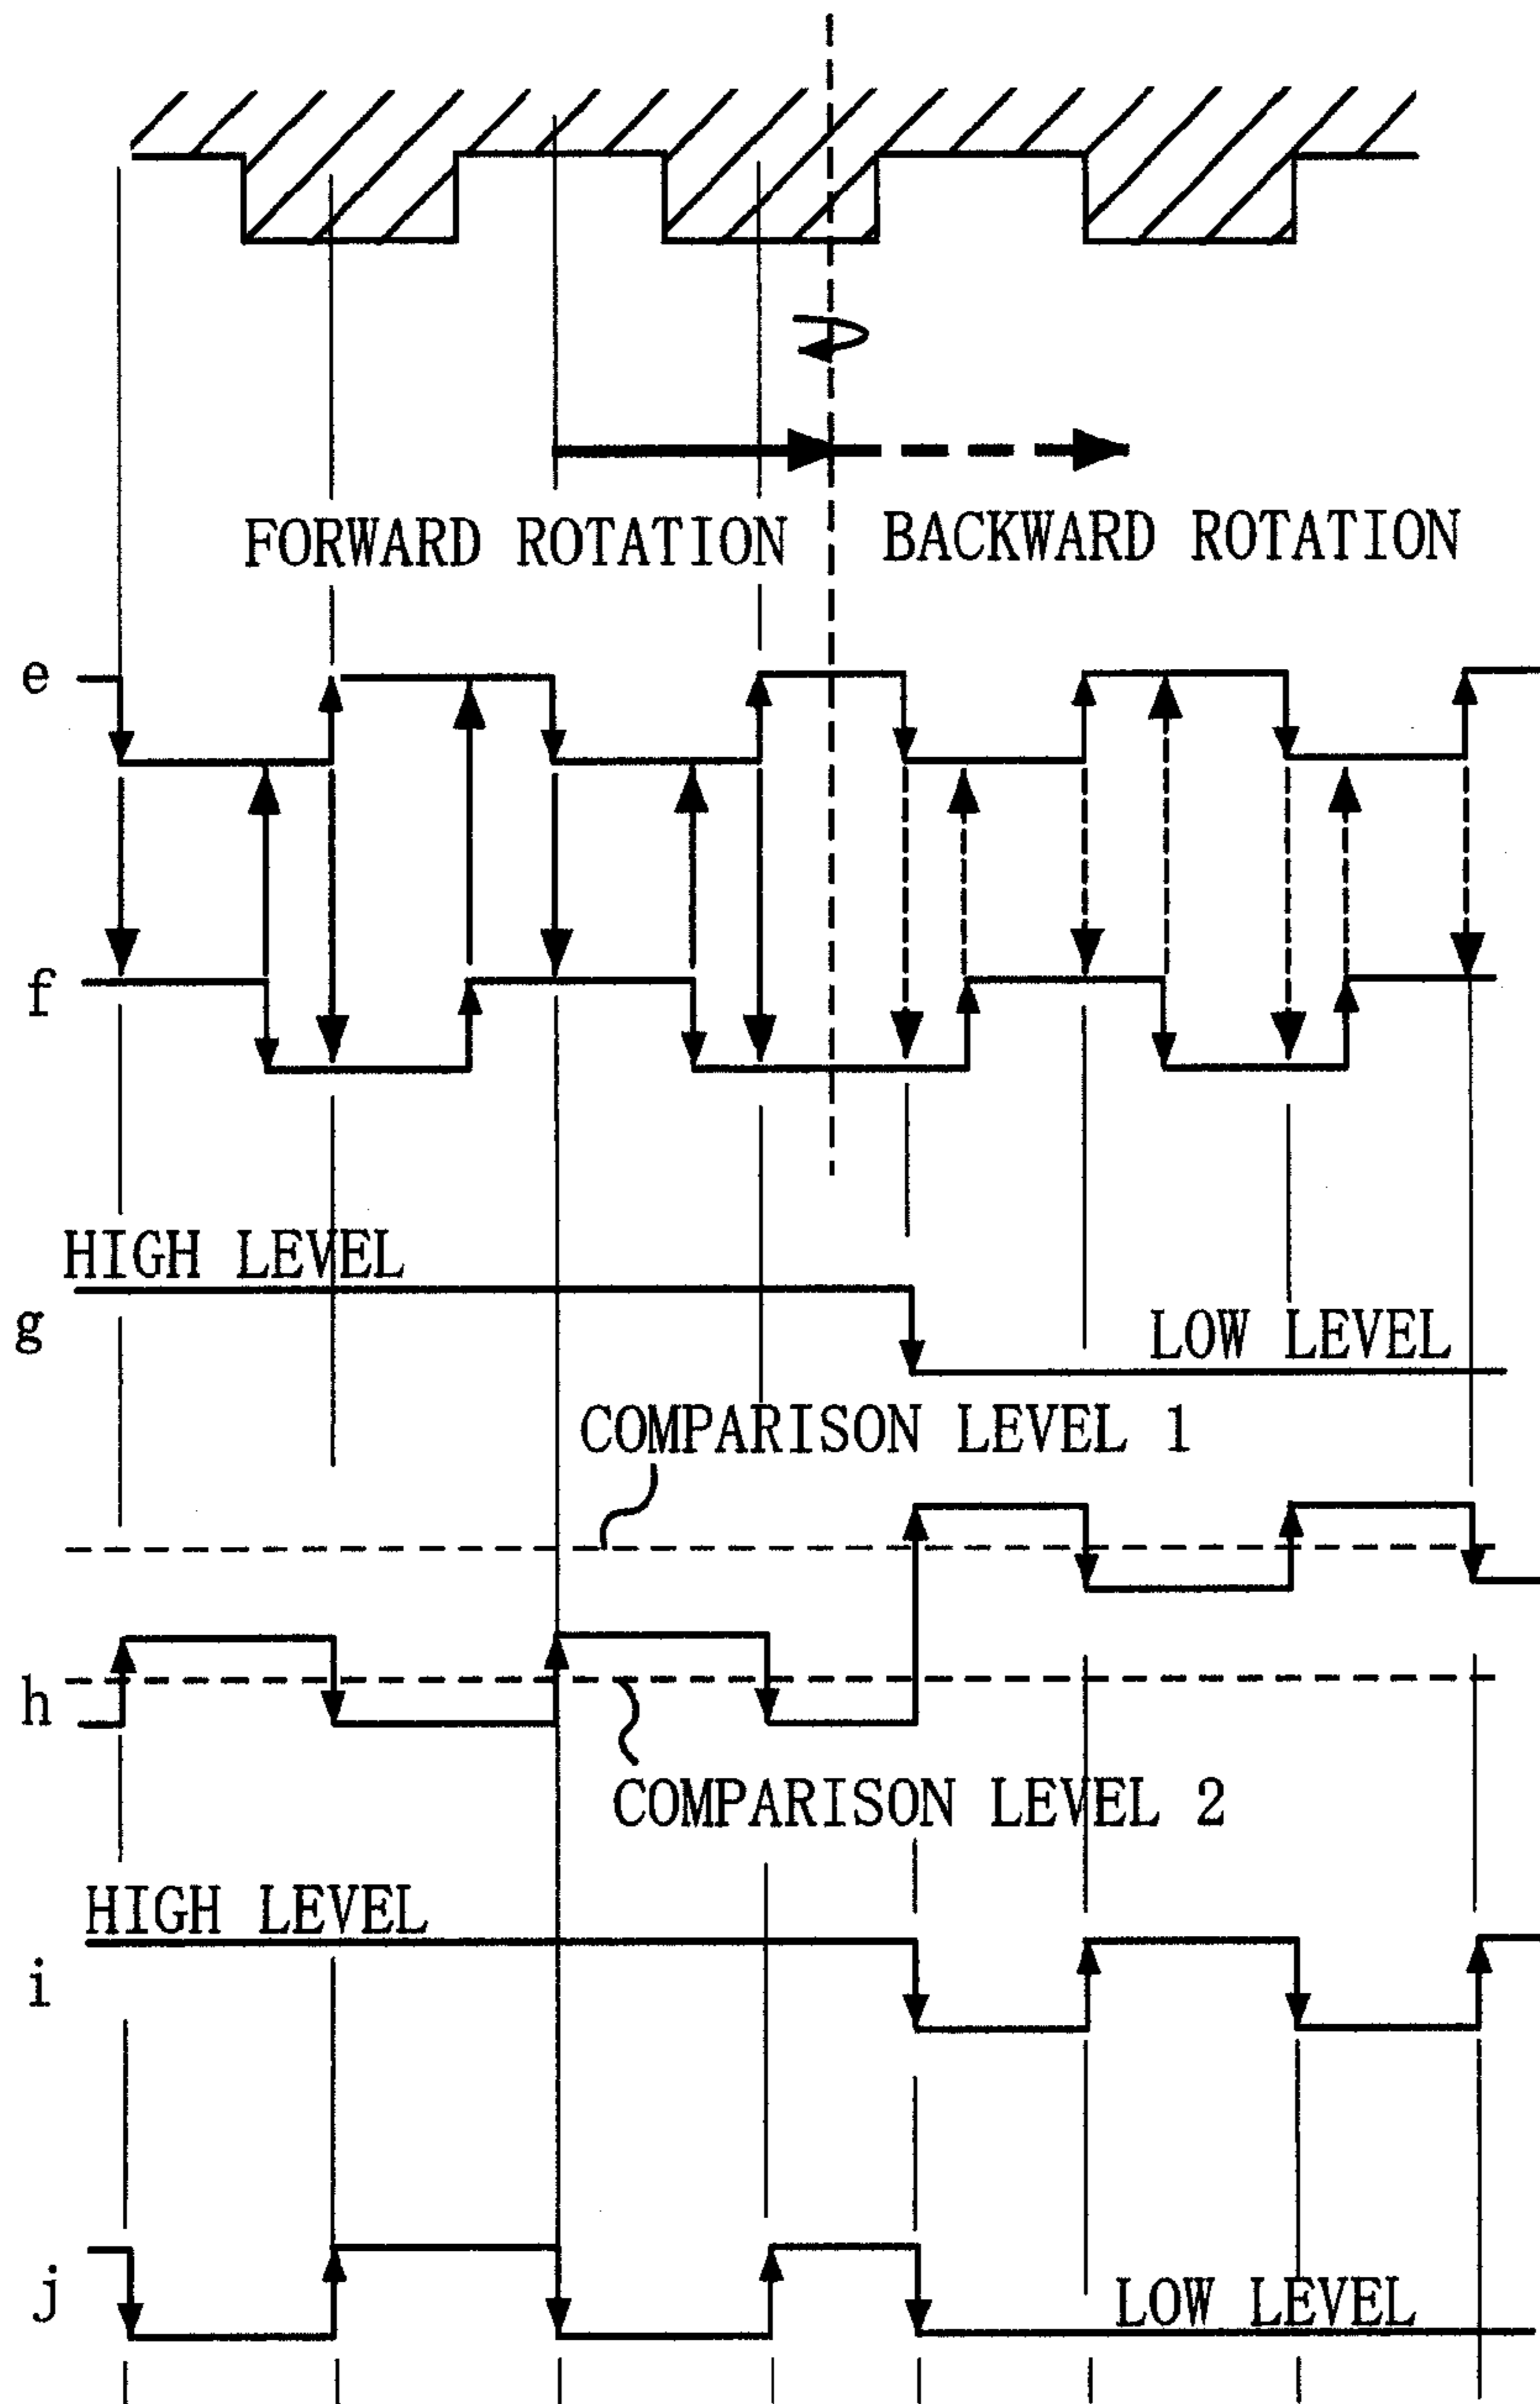 FORWARD ROTATION
BACKWARD ROTATION
e
f
HIGH LEVEL
g
LOW LEVEL
COMPARISON LEVEL 1
h
COMPARISON LEVEL 2
HIGH LEVEL
i
j
LOW LEVEL